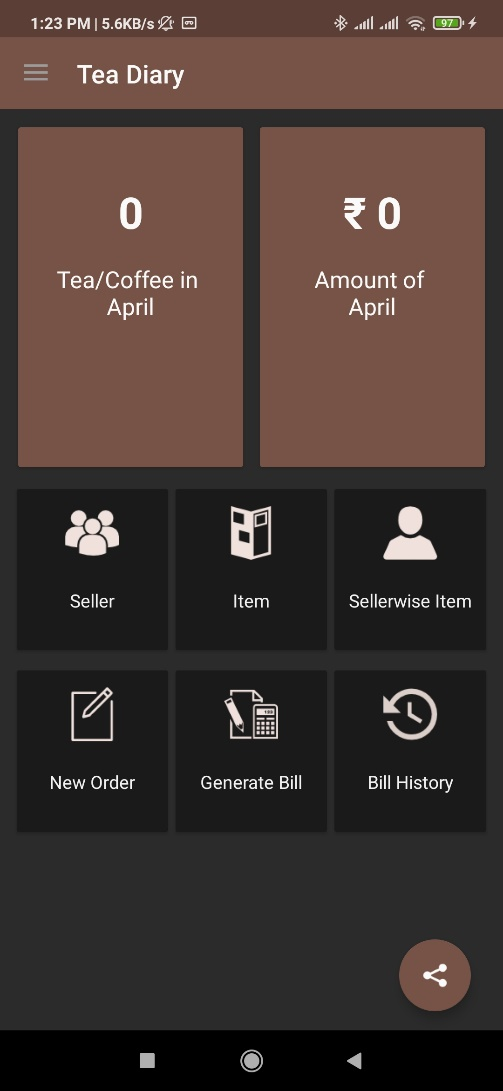 1:23 PM | 5.6KB/s
97
Tea Diary
0
Tea/Coffee in
April
₹ 0
Amount of
April
Seller
Item
Sellerwise Item
New Order
Generate Bill
Bill History